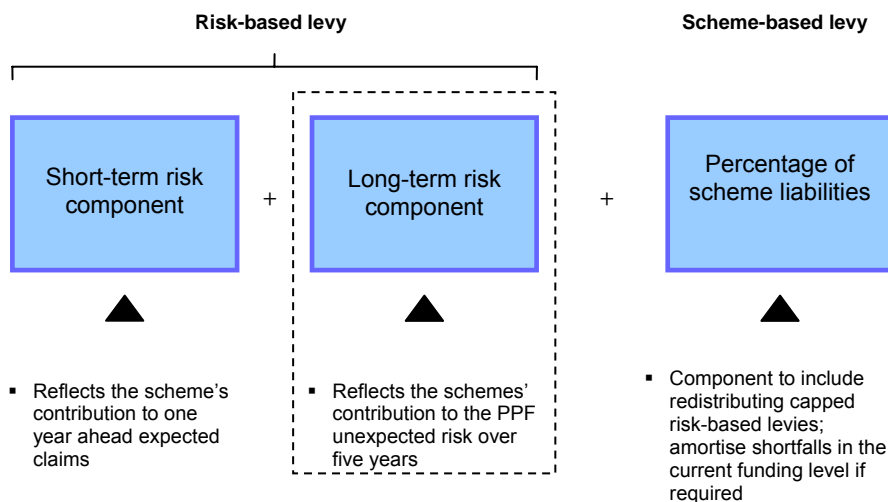 Risk-based levy
Scheme-based levy
Short-term risk
component
+
Long-term risk
component
+
Percentage of
scheme liabilities
▪ Reflects the scheme's
contribution to one
year ahead expected
claims
▪ Reflects the schemes'
contribution to the PPF
unexpected risk over
five years
▪ Component to include
redistributing capped
risk-based levies;
amortise shortfalls in the
current funding level if
required